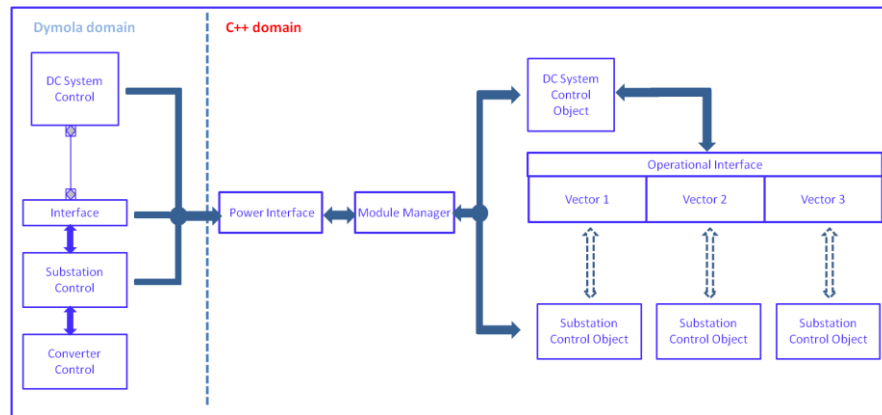 Dymola domain
C++ domain
DC System
Control
Interface
Substation
Control
Converter
Control
Power Interface
Module Manager
DC System
Control
Object
Operational Interface
Vector 1
Vector 2
Vector 3
Substation
Control Object
Substation
Control Object
Substation
Control Object